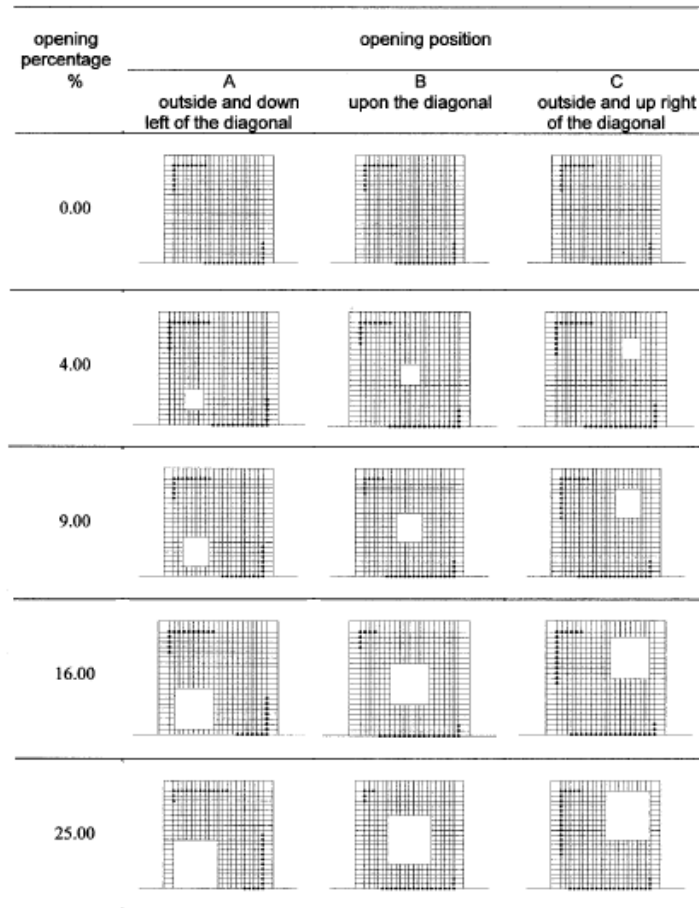 opening
percentage
%
opening position
A
outside and down
left of the diagonal
B
upon the diagonal
C
outside and up right
of the diagonal
0.00
4.00
9.00
16.00
25.00